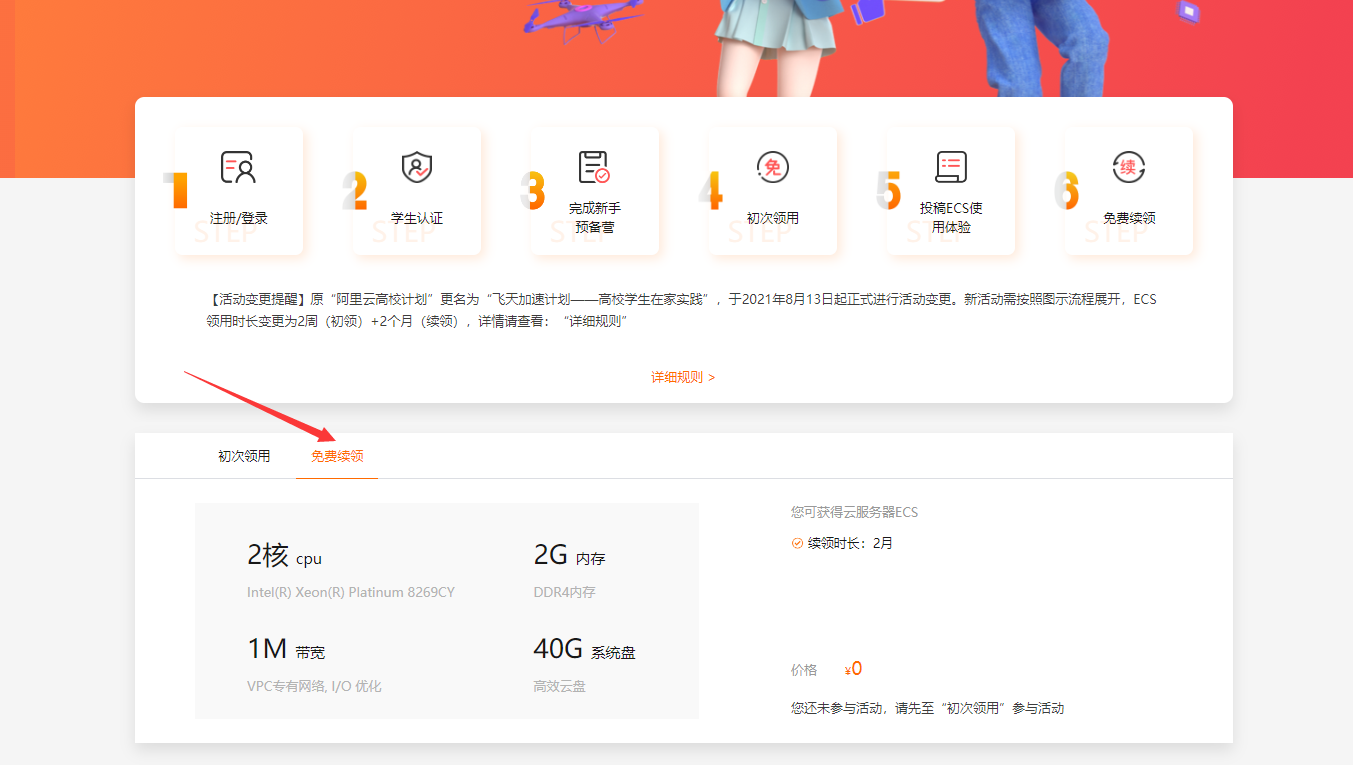 1
2
3
4
5
6
免
续
注册/登录
学生认证
完成新手
预备营
初次领用
投稿ECS使
用体验
免费续领
STEP
STEP
STEP
STEP
STEP
STEP
【活动变更提醒】原“阿里云高校计划”更名为“飞天加速计划——高校学生在家实践”，于2021年8月13日起正式进行活动变更。新活动需按照图示流程展开，ECS
领用时长变更为2周（初领）+2个月（续领），详情请查看：“详细规则”
详细规则 >
初次领用
免费续领
2核 cpu
Intel(R) Xeon(R) Platinum 8269CY
2G 内存
DDR4内存
1M 带宽
VPC专有网络, I/O 优化
40G 系统盘
高效云盘
您可获得云服务器ECS
续领时长：2月
价格 ¥0
您还未参与活动，请先至“初次领用”参与活动